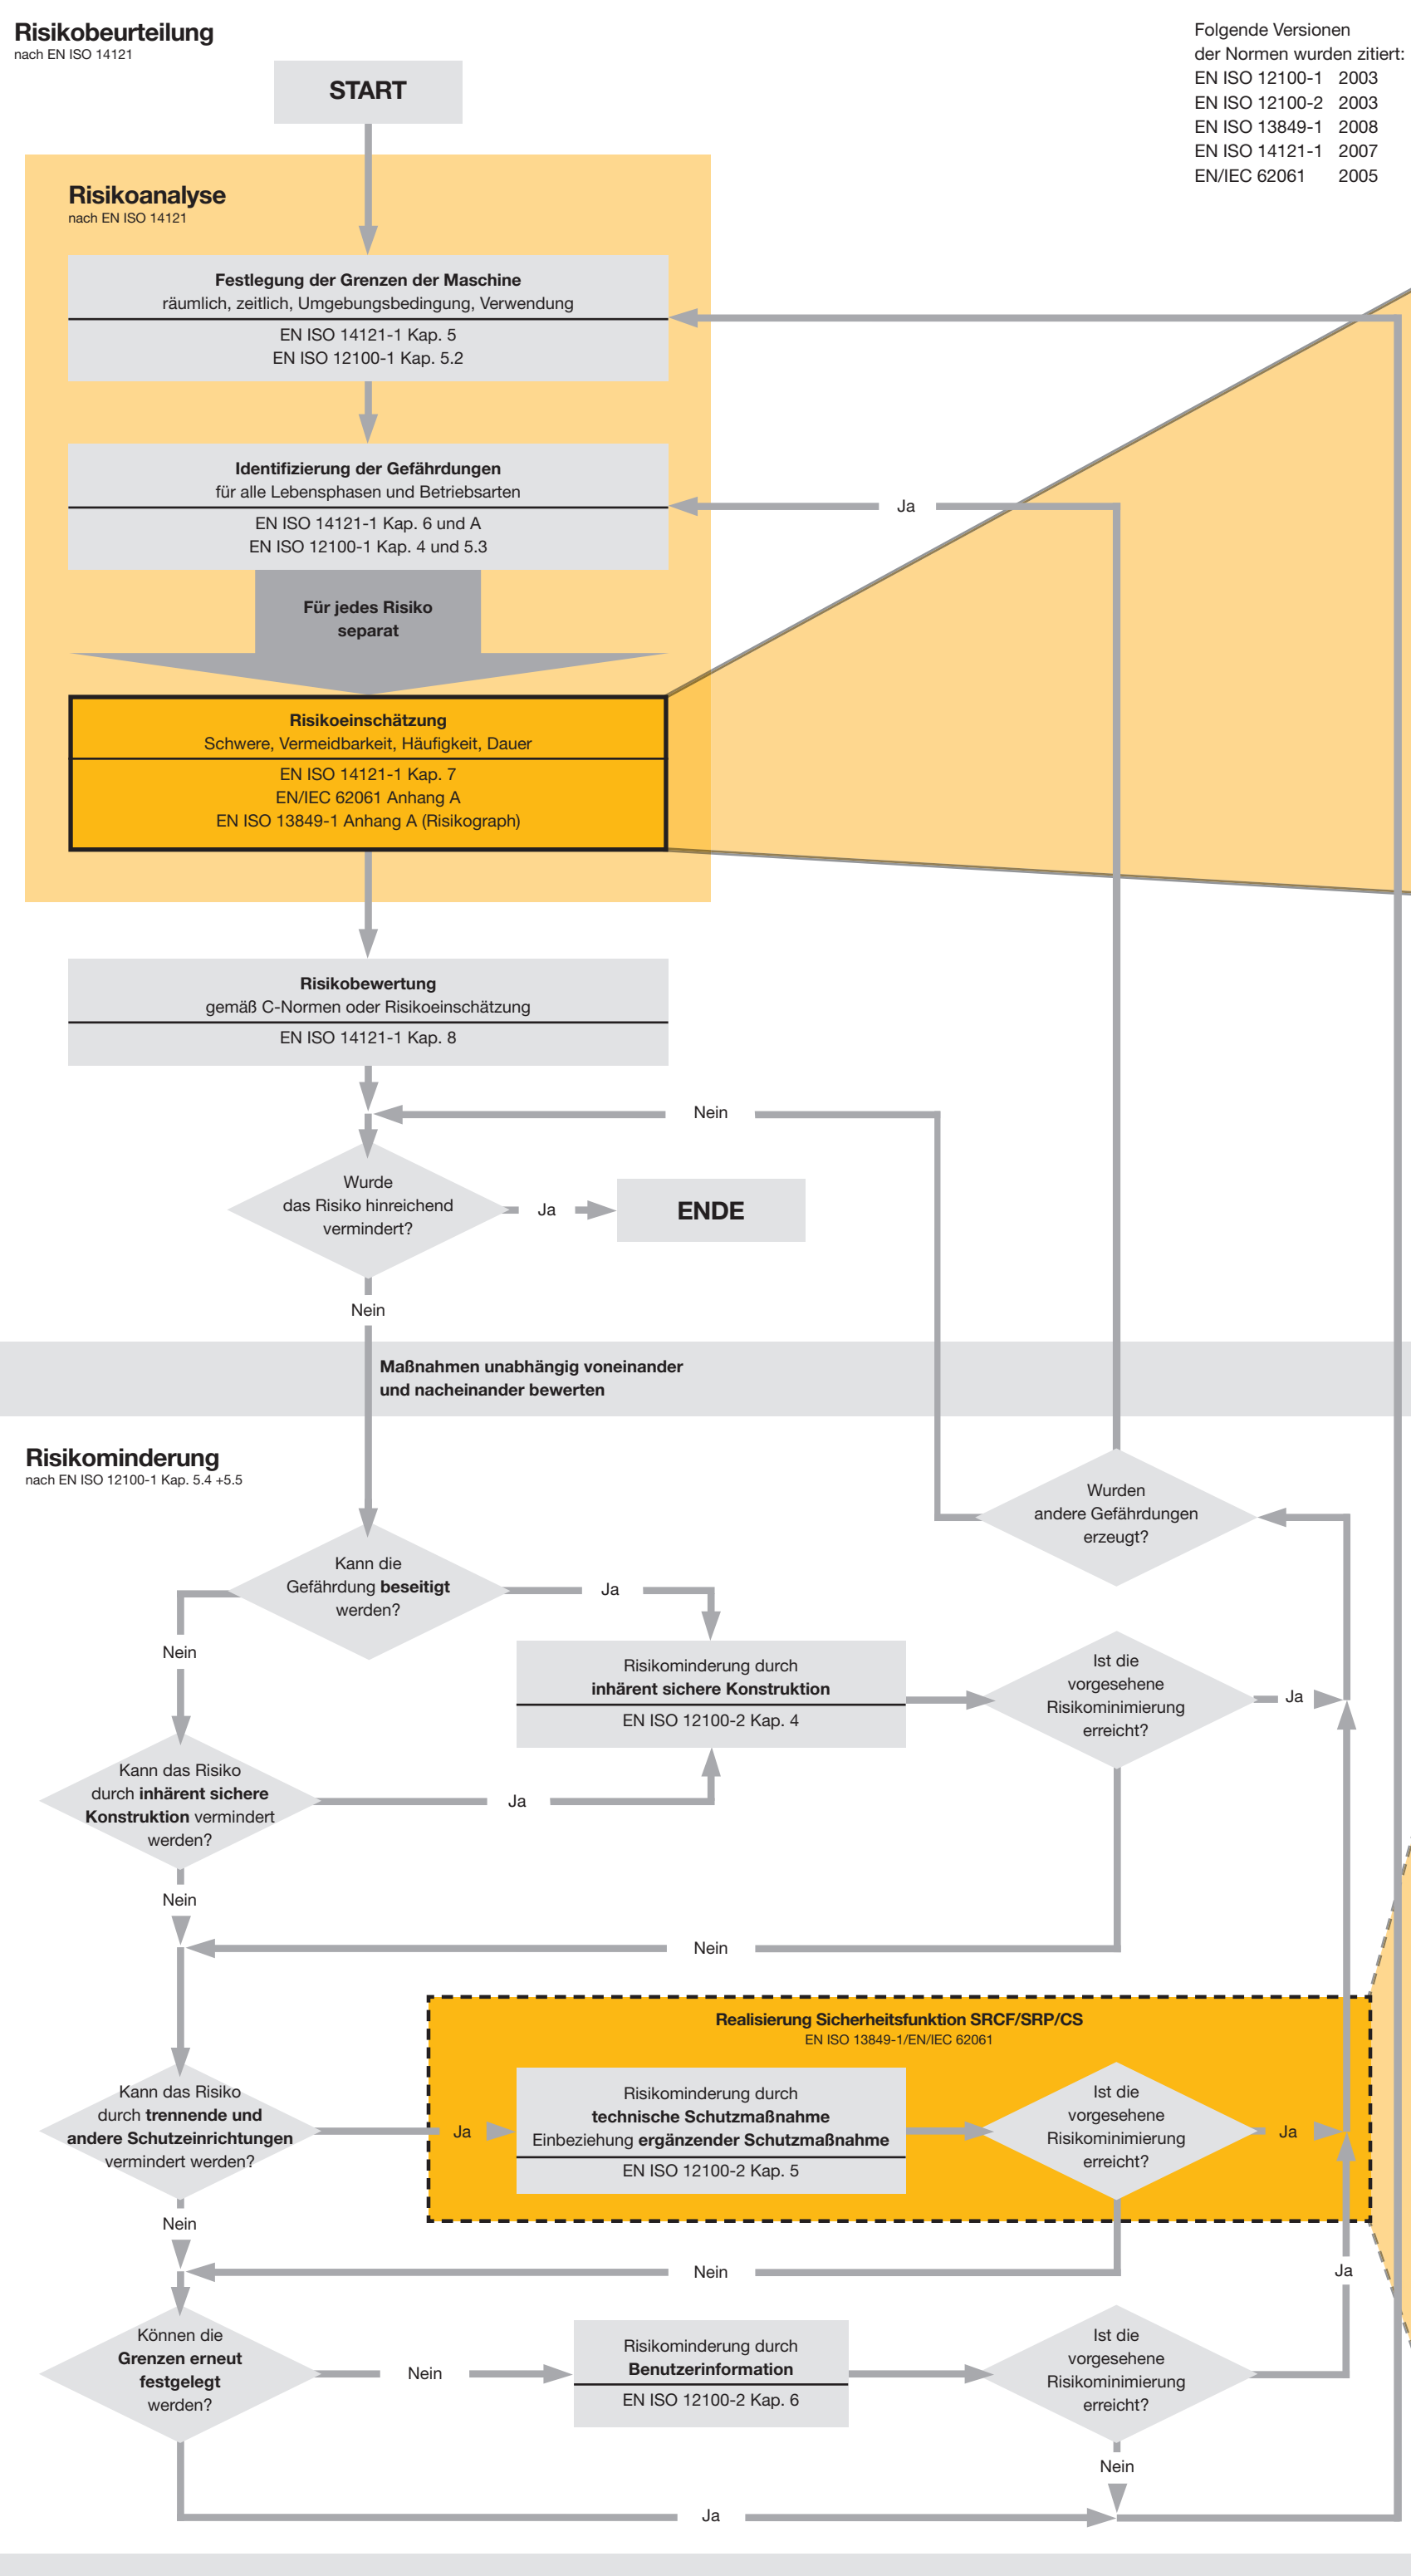 Risikobeurteilung
nach EN ISO 14121
Folgende Versionen
der Normen wurden zitiert:
EN ISO 12100-1 2003
EN ISO 12100-2 2003
EN ISO 13849-1 2008
EN ISO 14121-1 2007
EN/IEC 62061 2005
START
Risikoanalyse
nach EN ISO 14121
Festlegung der Grenzen der Maschine
räumlich, zeitlich, Umgebungsbedingung, Verwendung
EN ISO 14121-1 Kap. 5
EN ISO 12100-1 Kap. 5.2
Identifizierung der Gefährdungen
für alle Lebensphasen und Betriebsarten
EN ISO 14121-1 Kap. 6 und A
EN ISO 12100-1 Kap. 4 und 5.3
Ja
Für jedes Risiko
separat
Risikoeinschätzung
Schwere, Vermeidbarkeit, Häufigkeit, Dauer
EN ISO 14121-1 Kap. 7
EN/IEC 62061 Anhang A
EN ISO 13849-1 Anhang A (Risikograph)
Risikobewertung
gemäß C-Normen oder Risikoeinschätzung
EN ISO 14121-1 Kap. 8
Nein
Wurde
das Risiko hinreichend
vermindert?
Ja
ENDE
Nein
Maßnahmen unabhängig voneinander
und nacheinander bewerten
Risikominderung
nach EN ISO 12100-1 Kap. 5.4 +5.5
Wurden
andere Gefährdungen
erzeugt?
Kann die
Gefährdung beseitigt
werden?
Ja
Nein
Risikominderung durch
inhärent sichere Konstruktion
EN ISO 12100-2 Kap. 4
Ist die
vorgesehene
Risikominimierung
erreicht?
Ja
Kann das Risiko
durch inhärent sichere
Konstruktion vermindert
werden?
Ja
Nein
Nein
Realisierung Sicherheitsfunktion SRCF/SRP/CS
EN ISO 13849-1/EN/IEC 62061
Kann das Risiko
durch trennende und
andere Schutzeinrichtungen
vermindert werden?
Ja
Risikominderung durch
technische Schutzmaßnahme
Einbeziehung ergänzender Schutzmaßnahme
EN ISO 12100-2 Kap. 5
Ist die
vorgesehene
Risikominimierung
erreicht?
Ja
Nein
Nein
Ja
Können die
Grenzen erneut
festgelegt
werden?
Nein
Risikominderung durch
Benutzerinformation
EN ISO 12100-2 Kap. 6
Ist die
vorgesehene
Risikominimierung
erreicht?
Nein
Ja